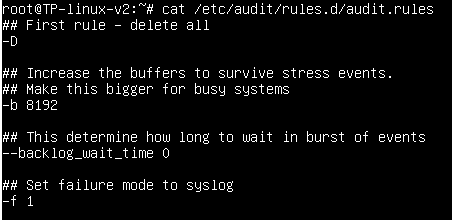 root@TP-linux-v2:~# cat /etc/audit/rules.d/audit.rules
## First rule - delete all
-D
## Increase the buffers to survive stress events.
## Make this bigger for busy systems
-b 8192
## This determine how long to wait in burst of events
--backlog_wait_time 0
## Set failure mode to syslog
-f 1